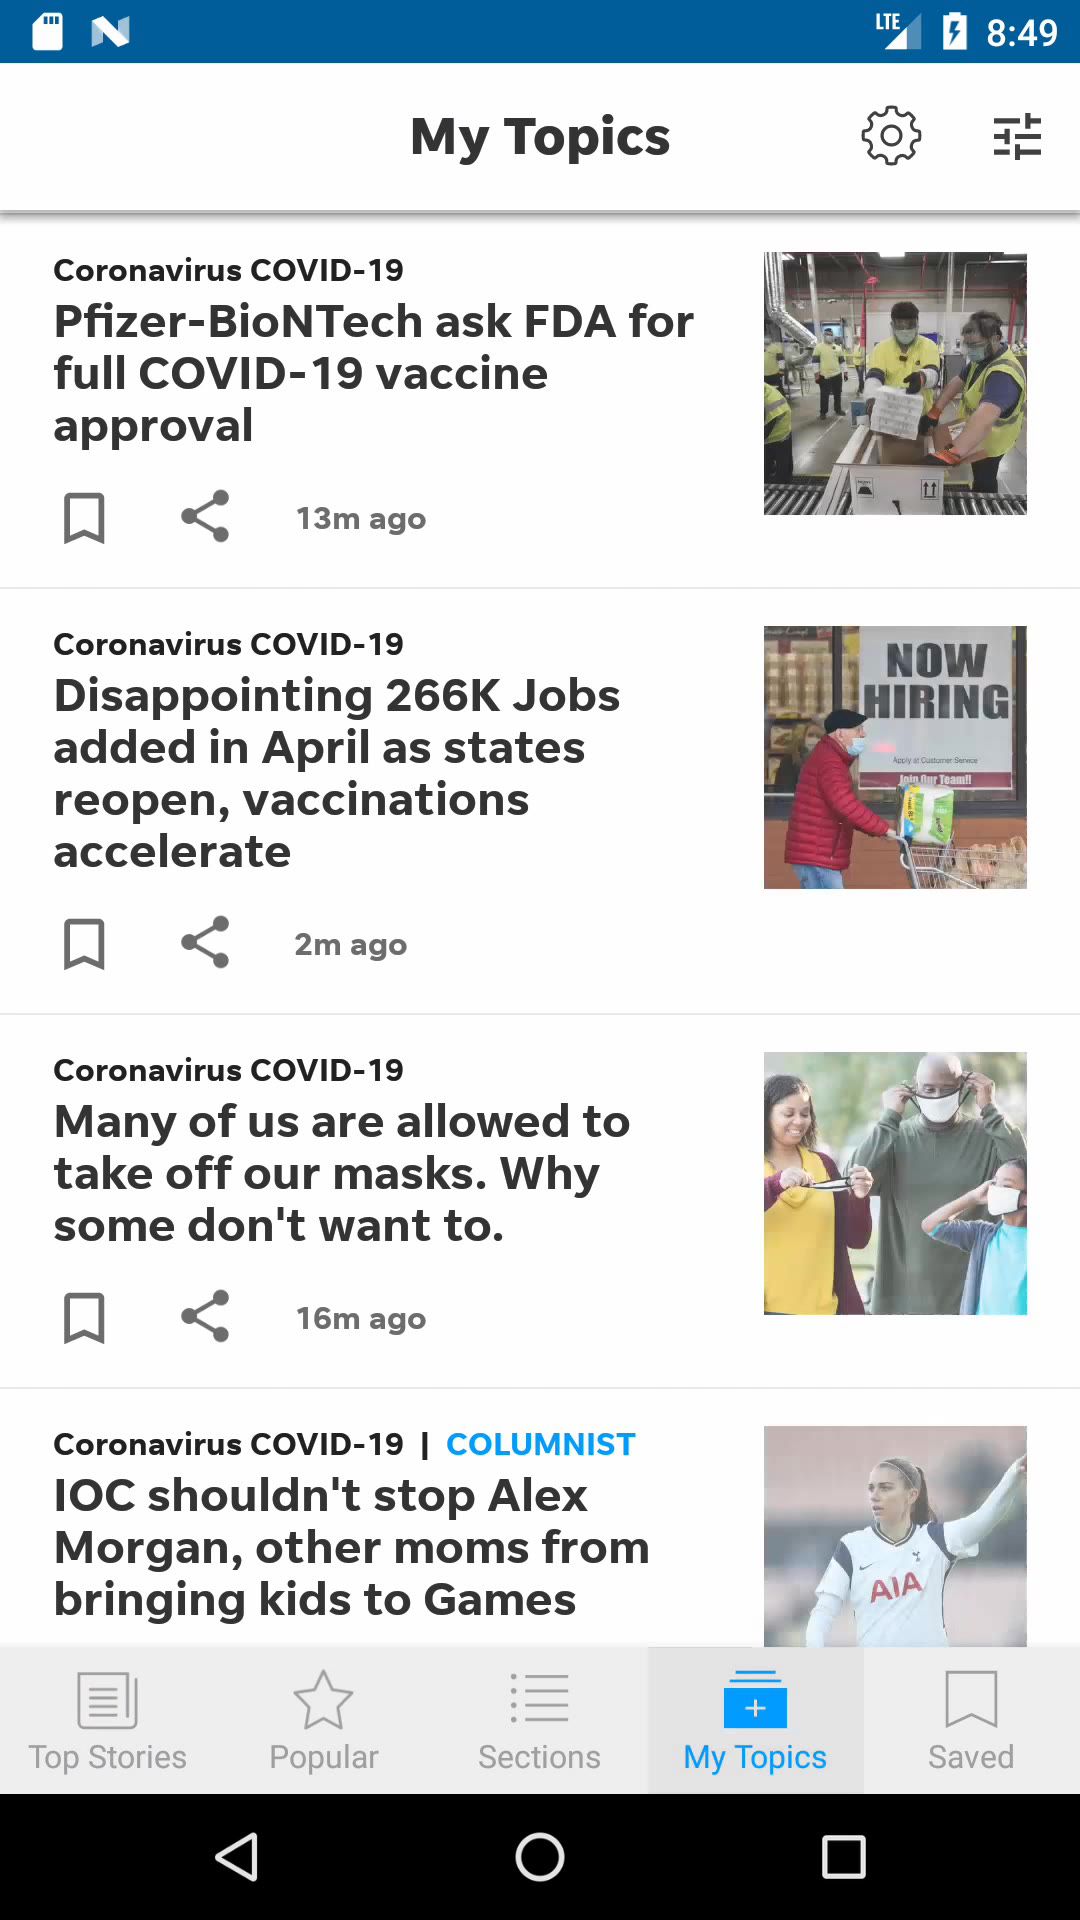 LTE 8:49
My Topics
Coronavirus COVID-19
Pfizer-BioNTech ask FDA for
full COVID-19 vaccine
approval
13m ago
Coronavirus COVID-19
Disappointing 266K Jobs
added in April as states
reopen, vaccinations
accelerate
NOW
HIRING
Apply at Customer Service
Join Our Team!!
2m ago
Coronavirus COVID-19
Many of us are allowed to
take off our masks. Why
some don't want to.
16m ago
Coronavirus COVID-19 | COLUMNIST
IOC shouldn't stop Alex
Morgan, other moms from
bringing kids to Games
AIA
Top Stories
Popular
Sections
My Topics
Saved